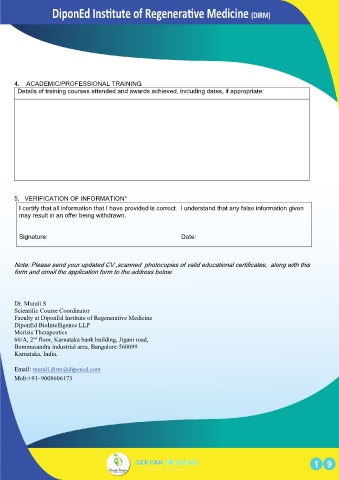 DiponEd Institute of Regenerative Medicine (DIRM)
4. ACADEMIC/PROFESSIONAL TRAINING
Details of training courses attended and awards achieved, including dates, if appropriate:
5. VERIFICATION OF INFORMATION*
I certify that all information that I have provided is correct. I understand that any false information given
may result in an offer being withdrawn.
Signature: Date:
Note: Please send your updated CV ,scanned photocopies of valid educational certificates, along with this
form and email the application form to the address below.
Dr. Murali S
Scientific Course Coordinator
Faculty at DiponEd Institute of Regenerative Medicine
DiponEd BioIntelligence LLP
Merisis Therapeutics
60/A, 2nd floor, Karnataka bank building, Jigani road,
Bommasandra industrial area, Bangalore-560099
Karnataka, India.
Email: murali.dirm@diponed.com
Mob:+91- 9008606173
DEEPAK DESIGNS
1 9